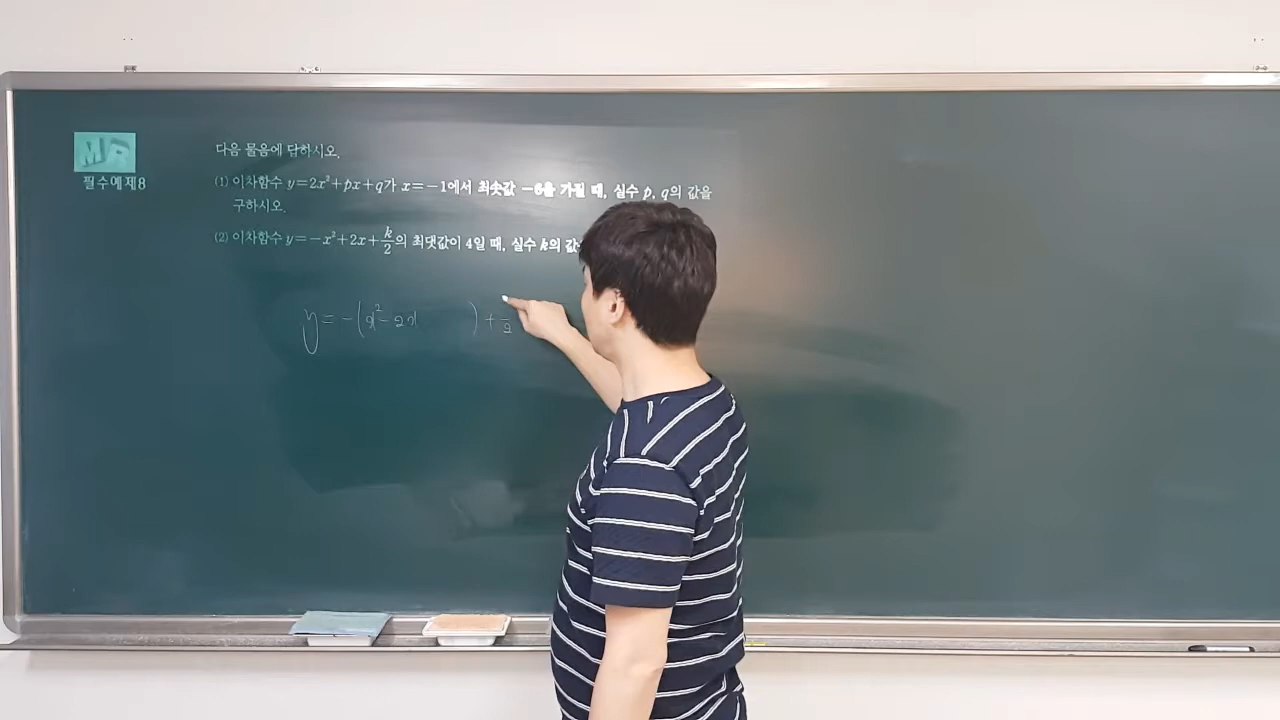 다음 물음에 답하시오.
필수예제8
(1) 이차함수 y=2x²+px+q가 x=-1에서 최솟값 -6을 가질 때, 실수 p, q의 값을
구하시오.
(2) 이차함수 y=-x²+2x+k/2의 최댓값이 4일 때, 실수 k의 값
y = -(x²-2x ) + /2